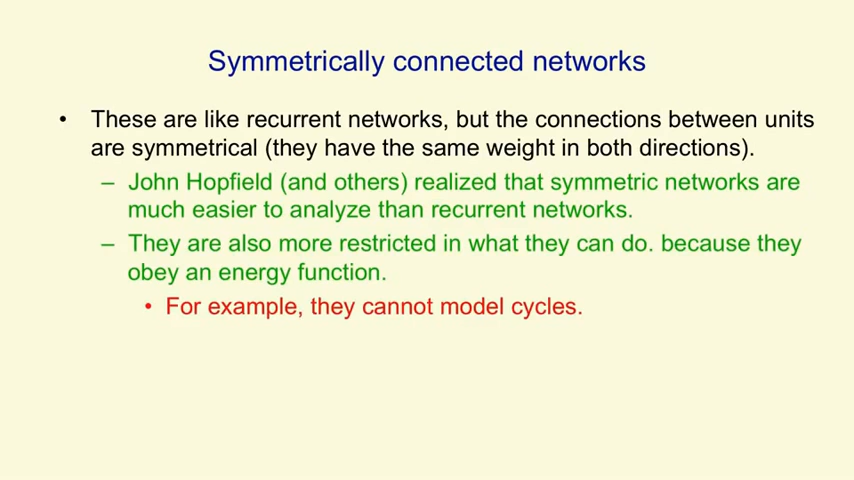 Symmetrically connected networks
• These are like recurrent networks, but the connections between units
are symmetrical (they have the same weight in both directions).
– John Hopfield (and others) realized that symmetric networks are
much easier to analyze than recurrent networks.
– They are also more restricted in what they can do. because they
obey an energy function.
• For example, they cannot model cycles.